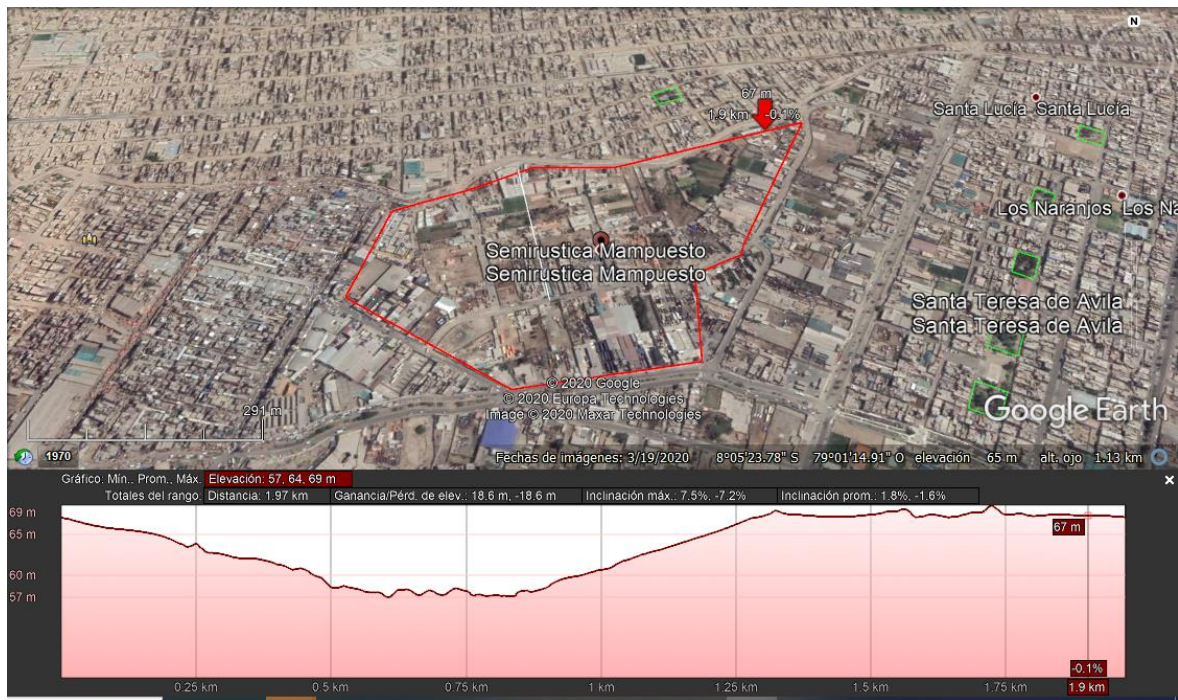 N
67 m
1.9 km -0.1%
Santa Lucía Santa Lucía
Los Naranjos Los Na
Semirustica Mampuesto
Semirustica Mampuesto
Santa Teresa de Avila
Santa Teresa de Avila
© 2020 Google
© 2020 Europa Technologies
Image © 2020 Maxar Technologies
Google Earth
291 m
1970
Fechas de imágenes: 3/19/2020 8°05'23.78" S 79°01'14.91" O elevación 65 m alt. ojo 1.13 km
Gráfico: Mín., Prom., Máx. Elevación: 57, 64, 69 m
Totales del rango: Distancia: 1.97 km Ganancia/Pérd. de elev.: 18.6 m, -18.6 m Inclinación máx.: 7.5%, -7.2% Inclinación prom.: 1.8%, -1.6%
69 m
65 m
60 m
57 m
67 m
-0.1%
0.25 km 0.5 km 0.75 km 1 km 1.25 km 1.5 km 1.75 km 1.9 km